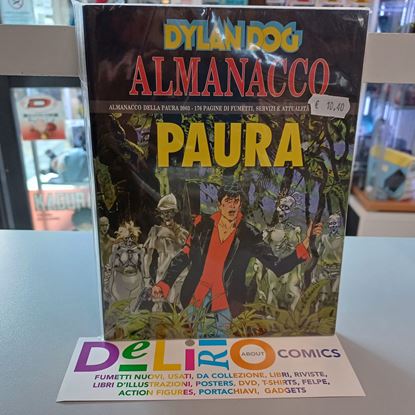 DYLAN DOG
ALMANACCO
ALMANACCO DELLA PAURA 2003 - 176 PAGINE DI FUMETTI, SERVIZI E ATTUALITÀ
€ 10,40
PAURA
DeLiRiO ABOUT COMICS
FUMETTI NUOVI, USATI, DA COLLEZIONE, LIBRI, RIVISTE,
LIBRI D'ILLUSTRAZIONI, POSTERS, DVD, T-SHIRTS, FELPE,
ACTION FIGURES, PORTACHIAVI, GADGETS